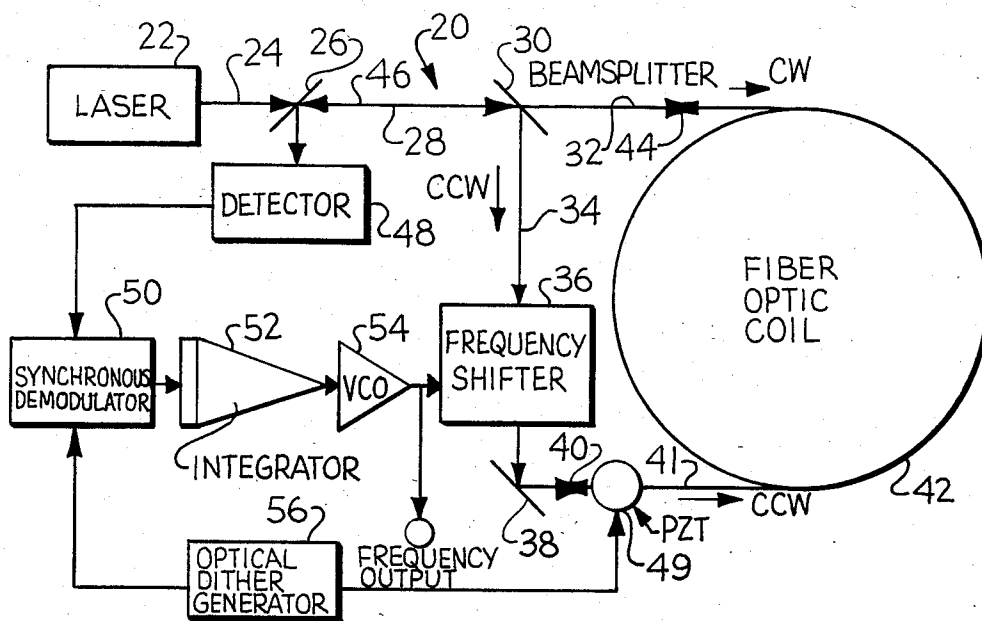 22
24
26
46
20
30
BEAMSPLITTER
CW
LASER
28
32
44
CCW
34
DETECTOR
48
50
52
54
36
FIBER
OPTIC
COIL
SYNCHRONOUS
DEMODULATOR
VCO
FREQUENCY
SHIFTER
INTEGRATOR
40
41
42
CCW
38
PZT
49
56
OPTICAL
DITHER
GENERATOR
FREQUENCY
OUTPUT